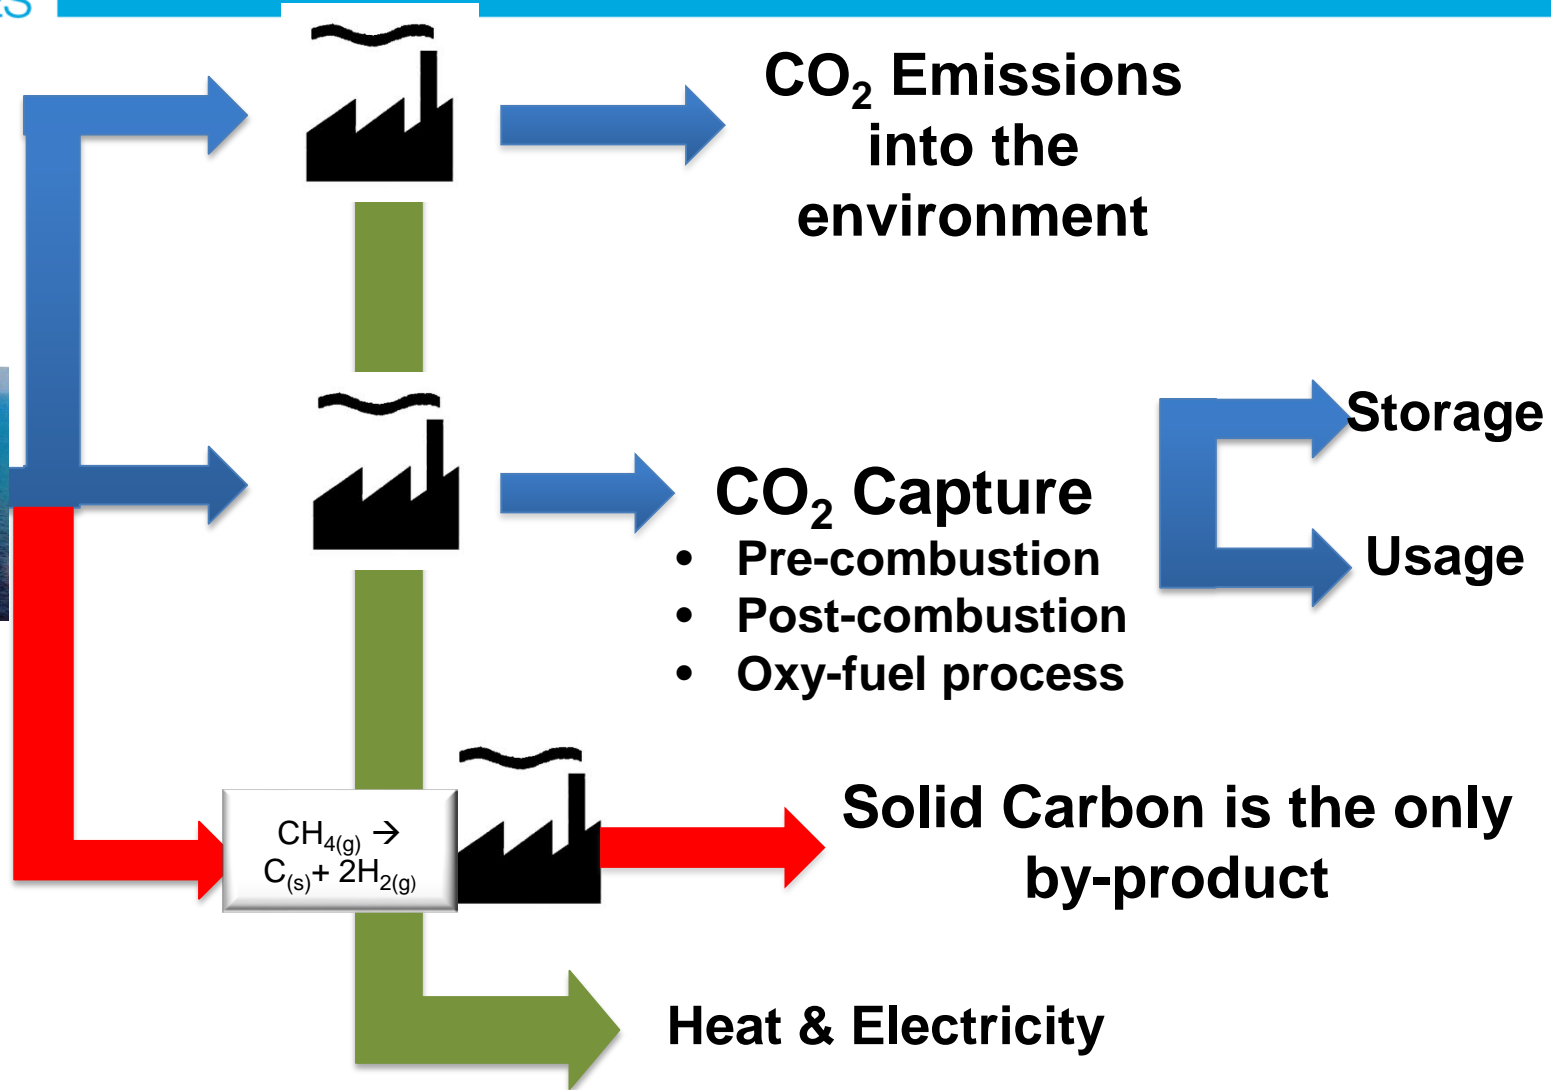 CO₂ Emissions
into the
environment
Storage
CO₂ Capture
• Pre-combustion
• Post-combustion
• Oxy-fuel process
Usage
CH₄₍g₎ →
C₍s₎+ 2H₂₍g₎
Solid Carbon is the only
by-product
Heat & Electricity